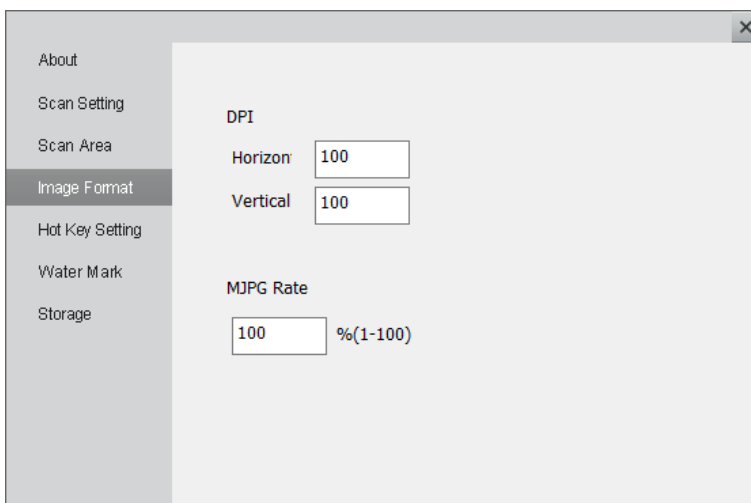 About
Scan Setting
Scan Area
Image Format
Hot Key Setting
Water Mark
Storage
DPI
Horizon
100
Vertical
100
MJPG Rate
100 %(1-100)